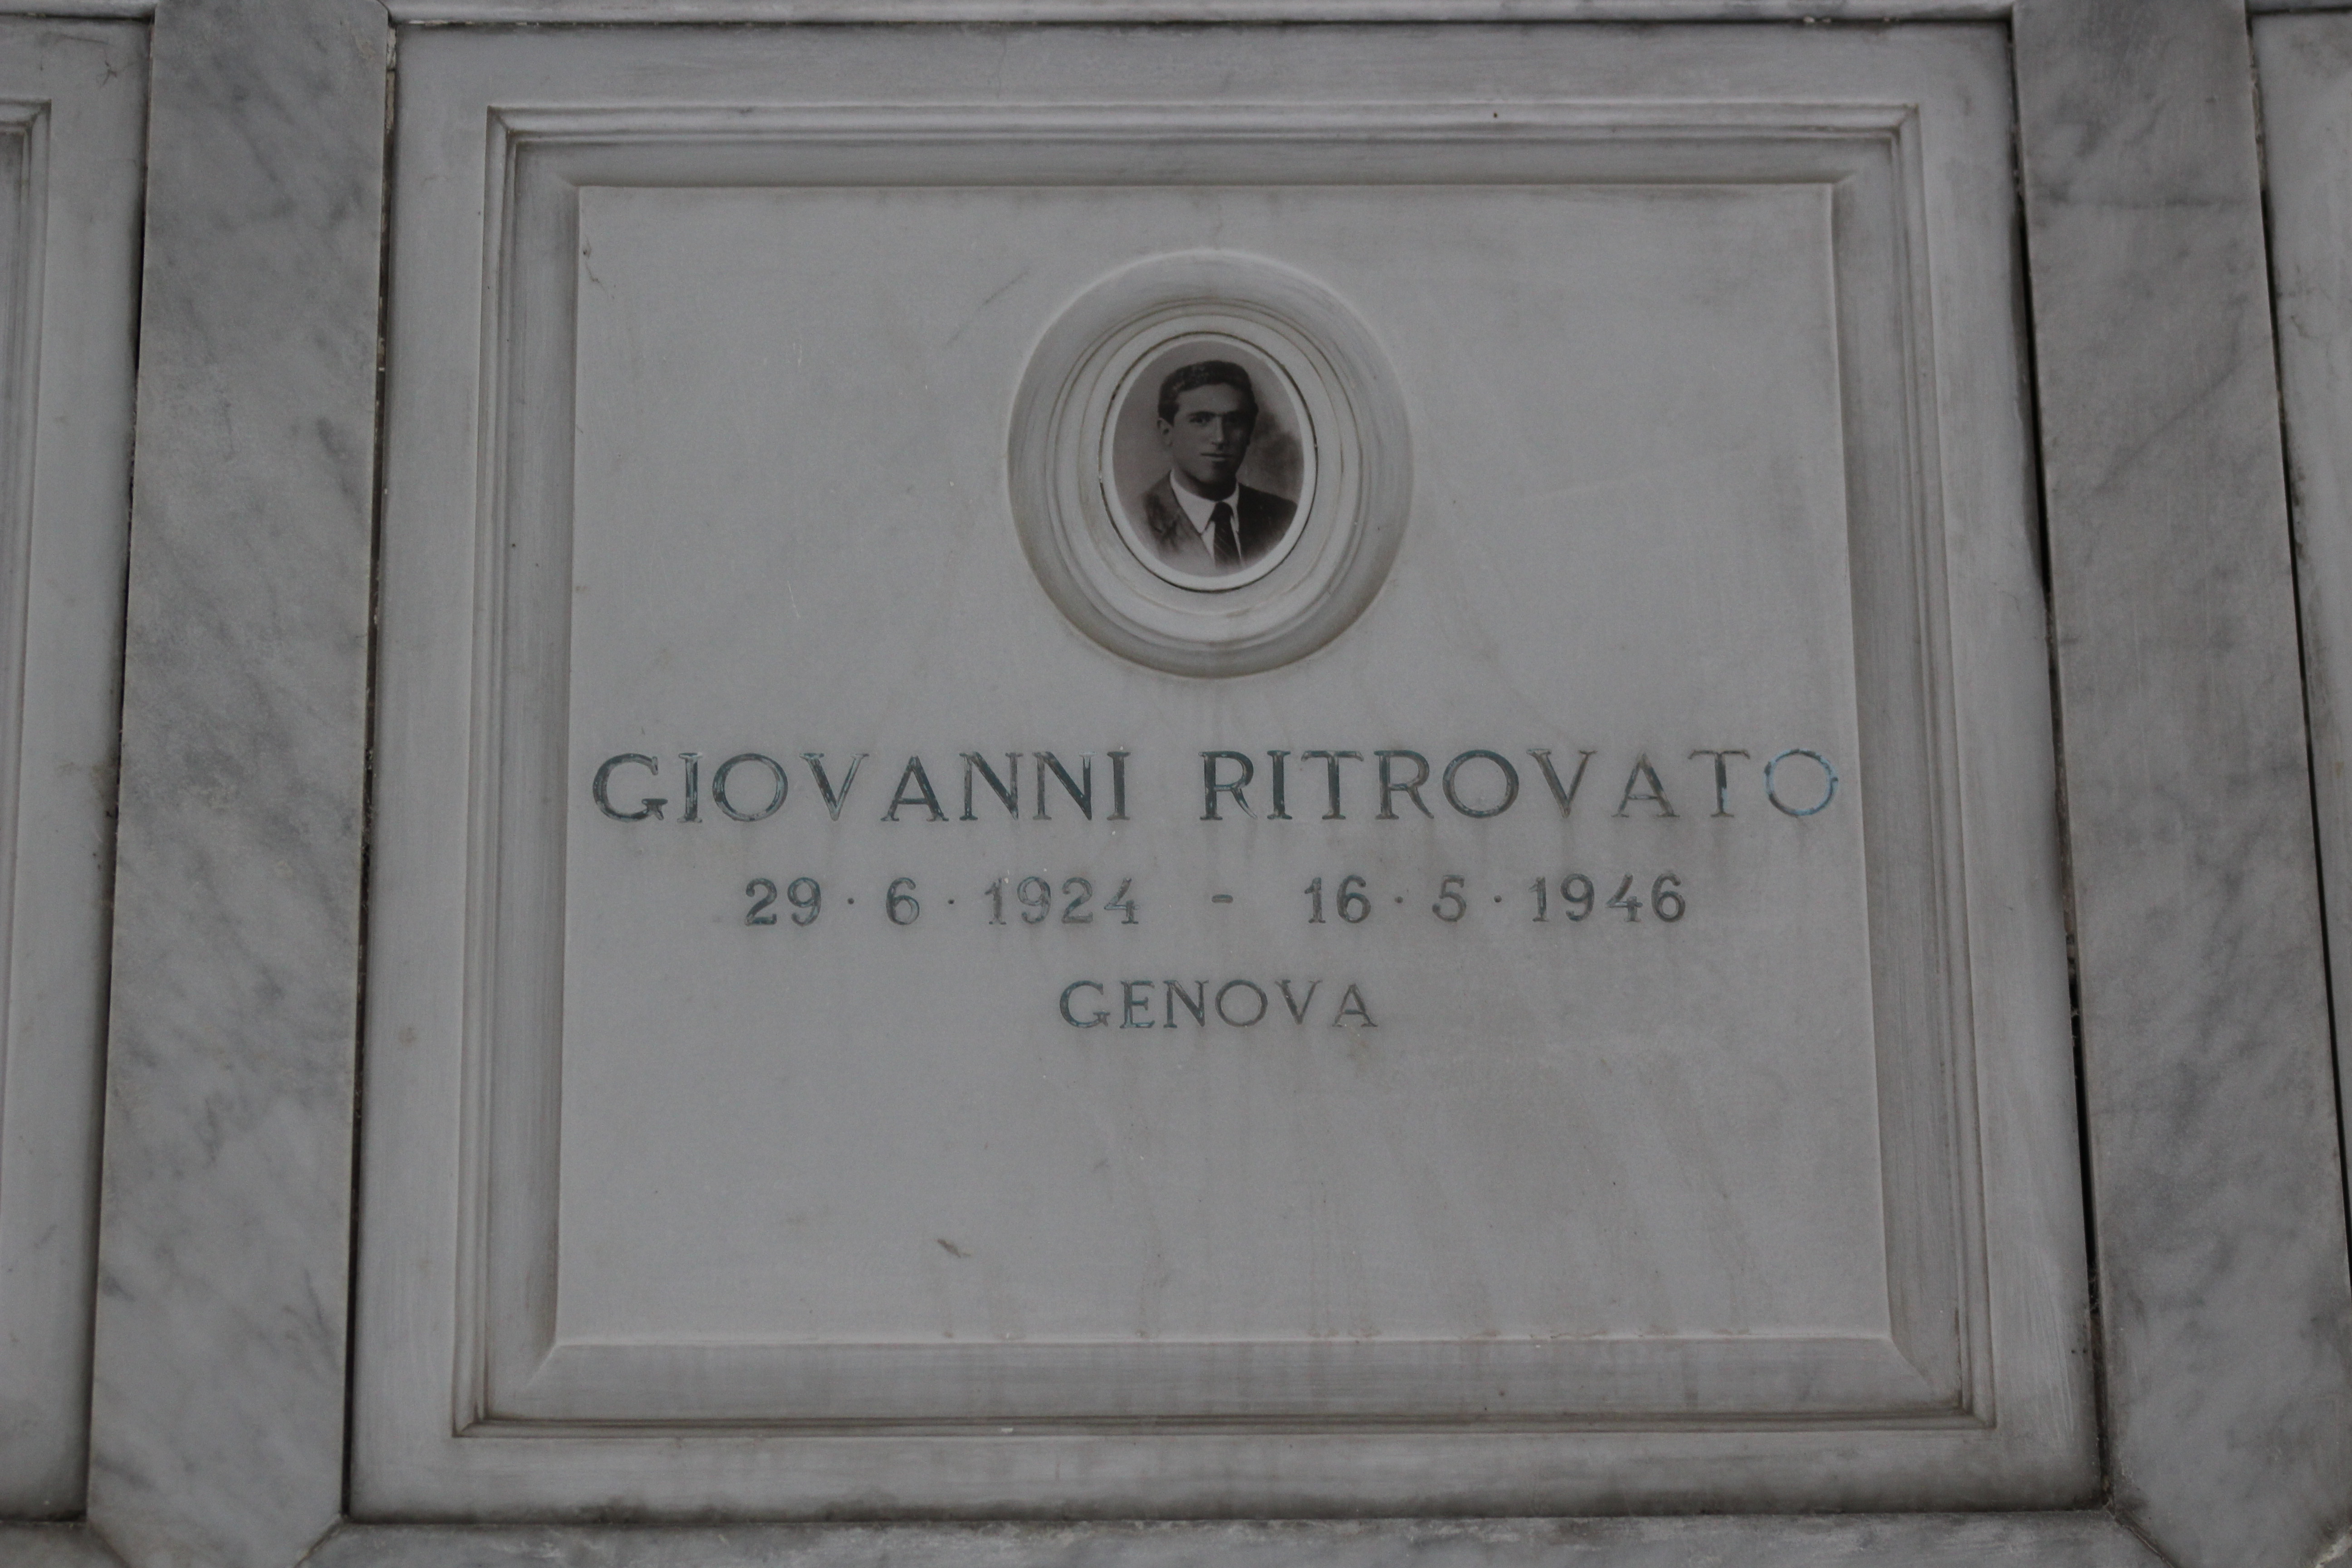 GIOVANNI RITROVATO
29·6·1924 - 16·5·1946
GENOVA